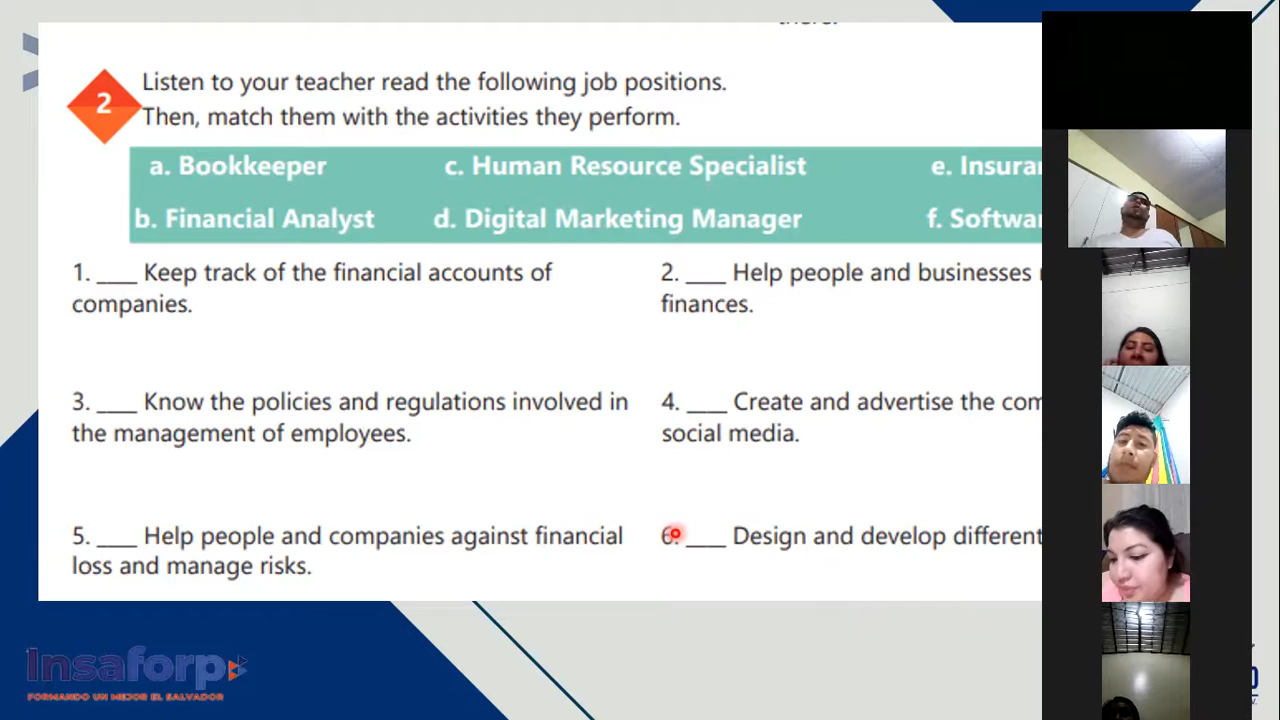 there.
2
Listen to your teacher read the following job positions.
Then, match them with the activities they perform.
a. Bookkeeper c. Human Resource Specialist e.
b. Financial Analyst d. Digital Marketing Manager f.
1. ____ Keep track of the financial accounts of
companies.
2. ____ Help people and businesses
finances.
3. ____ Know the policies and regulations involved in
the management of employees.
4. ____ Create and advertise the
social media.
5. ____ Help people and companies against financial
loss and manage risks.
6. ____ Design and develop different
Insaforp
FORMANDO UN MEJOR EL SALVADOR